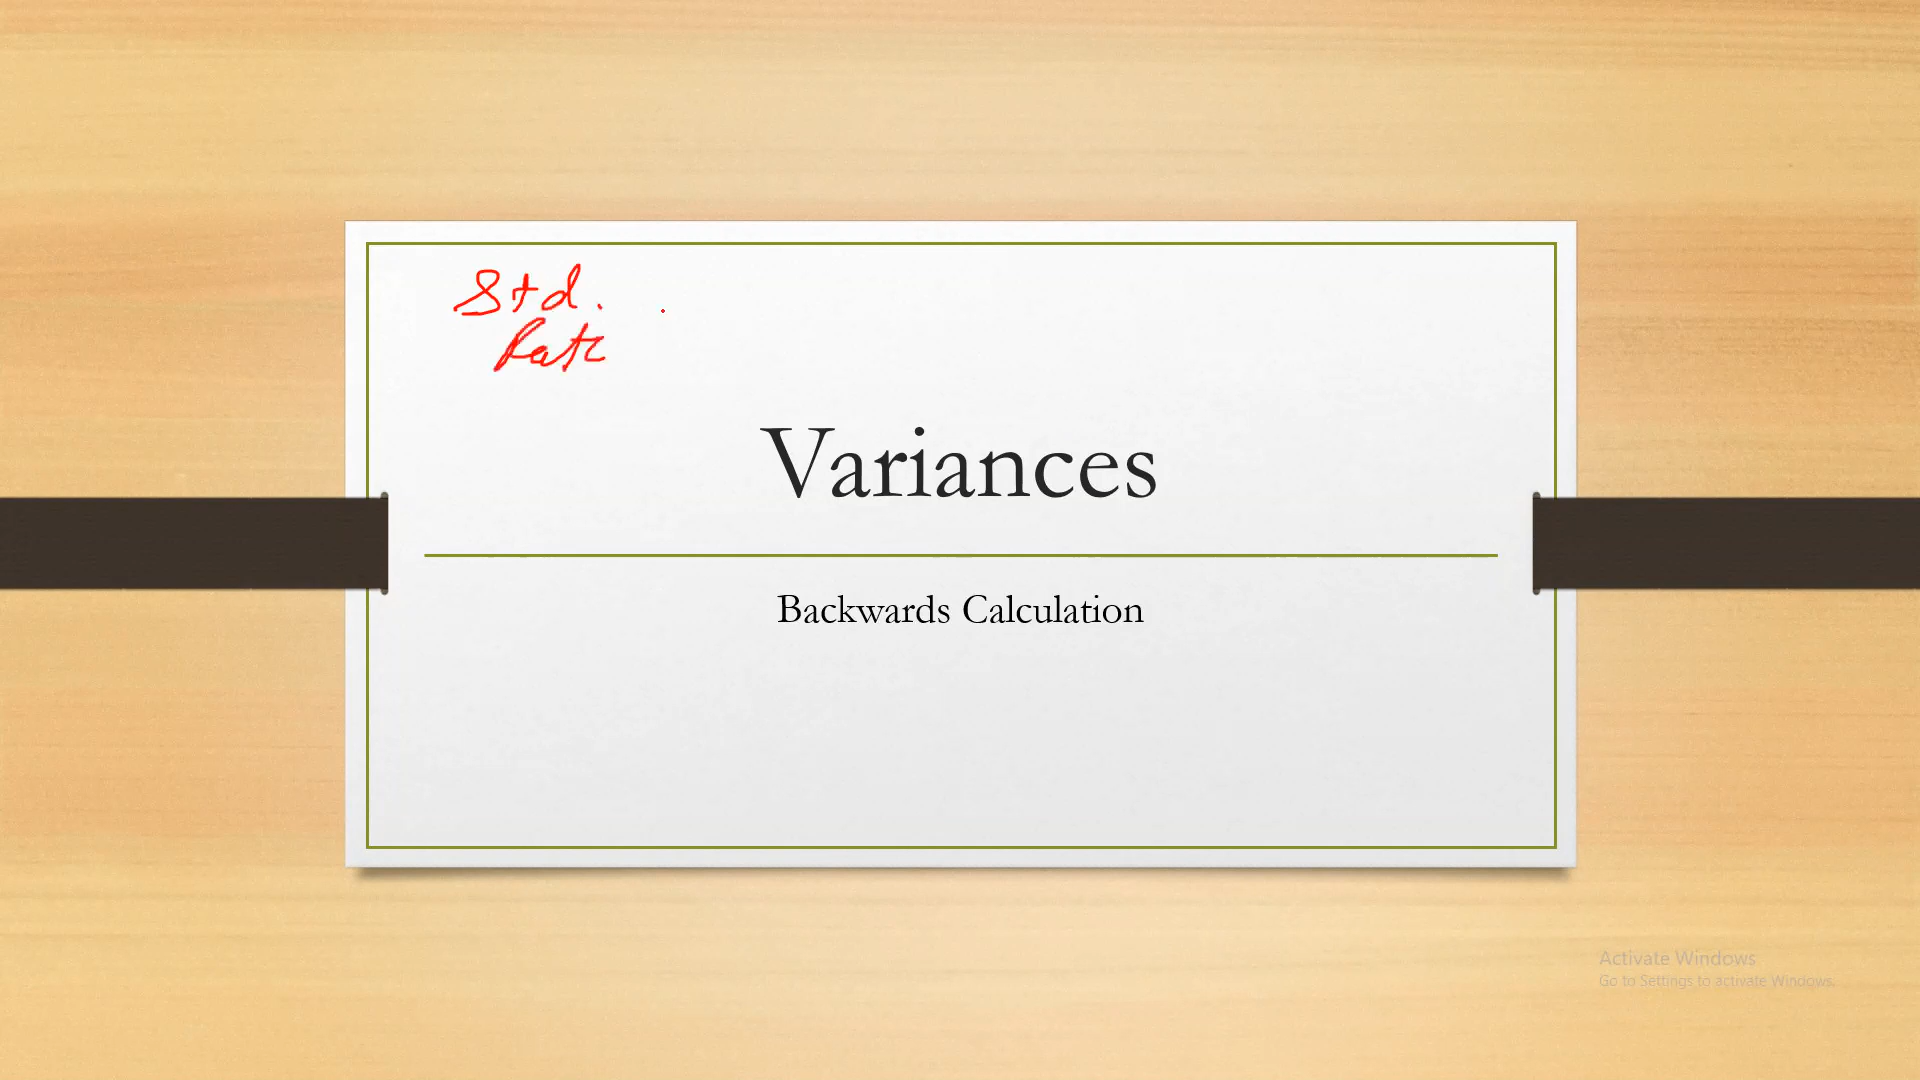 Std.
Rate
Variances
Backwards Calculation
Activate Windows
Go to Settings to activate Windows.